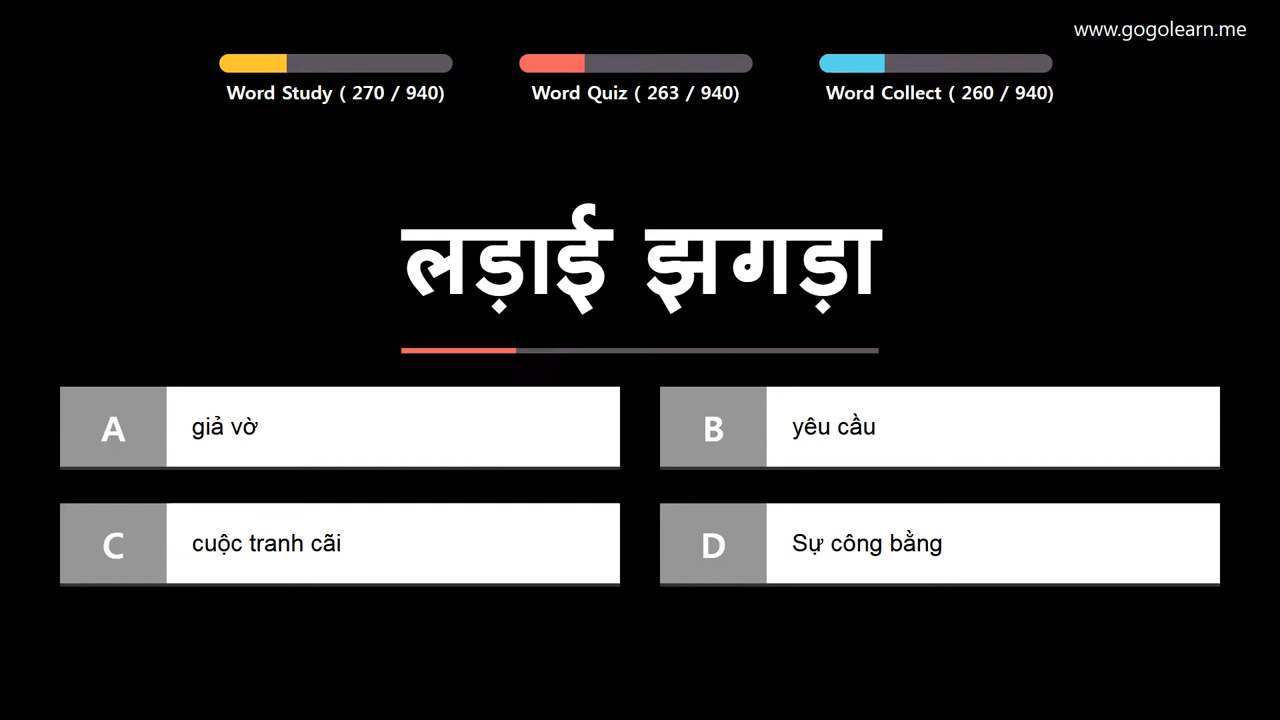 www.gogolearn.me
Word Study ( 270 / 940)
Word Quiz ( 263 / 940)
Word Collect ( 260 / 940)
लड़ाई झगड़ा
A
giả vờ
B
yêu cầu
C
cuộc tranh cãi
D
Sự công bằng